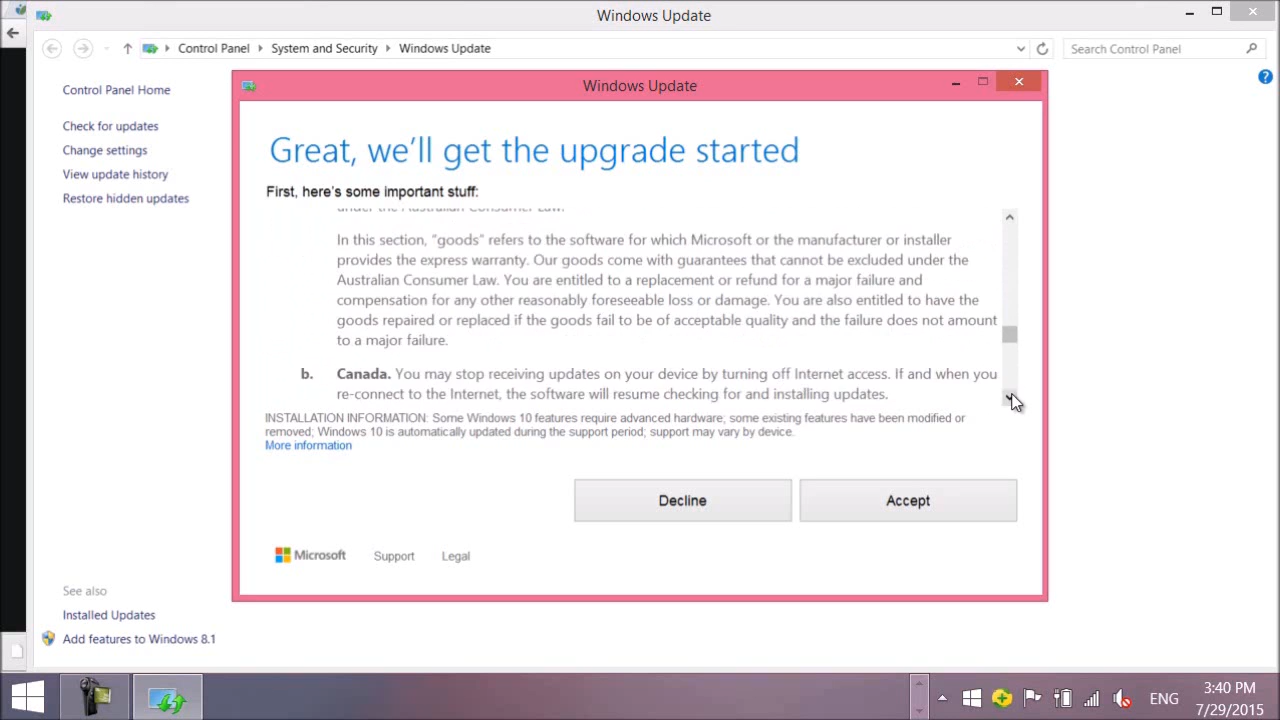 Windows Update
Control Panel System and Security Windows Update
Search Control Panel
Control Panel Home
Check for updates
Change settings
View update history
Restore hidden updates
See also
Installed Updates
Add features to Windows 8.1
Windows Update
Great, we'll get the upgrade started
First, here's some important stuff:
under the Australian Consumer Law.
In this section, "goods" refers to the software for which Microsoft or the manufacturer or installer
provides the express warranty. Our goods come with guarantees that cannot be excluded under the
Australian Consumer Law. You are entitled to a replacement or refund for a major failure and
compensation for any other reasonably foreseeable loss or damage. You are also entitled to have the
goods repaired or replaced if the goods fail to be of acceptable quality and the failure does not amount
to a major failure.
b. Canada. You may stop receiving updates on your device by turning off Internet access. If and when you
re-connect to the Internet, the software will resume checking for and installing updates.
INSTALLATION INFORMATION: Some Windows 10 features require advanced hardware; some existing features have been modified or
removed; Windows 10 is automatically updated during the support period; support may vary by device.
More information
Decline Accept
Microsoft Support Legal
ENG
3:40 PM
7/29/2015